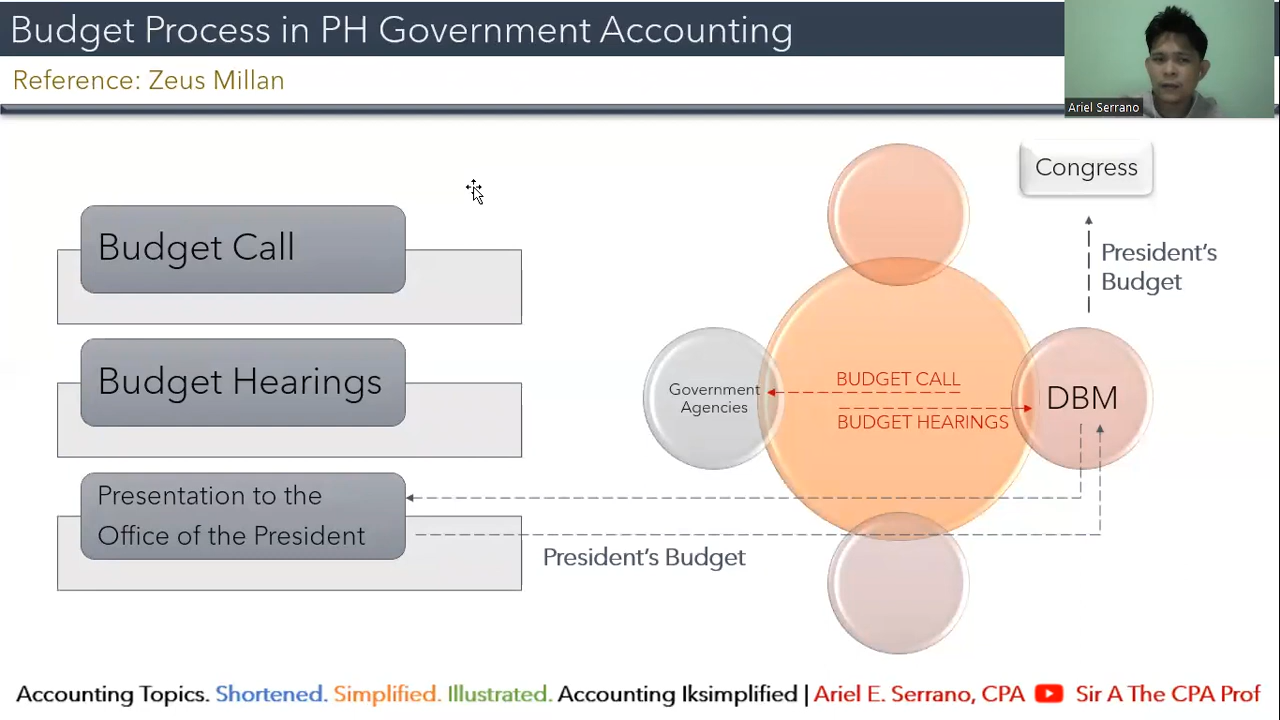 Budget Process in PH Government Accounting
Reference: Zeus Millan
Ariel Serrano
Budget Call
Budget Hearings
Presentation to the
Office of the President
President's Budget
Government
Agencies
BUDGET CALL
BUDGET HEARINGS
DBM
President's
Budget
Congress
Accounting Topics. Shortened. Simplified. Illustrated. Accounting Iksimplified | Ariel E. Serrano, CPA Sir A The CPA Prof